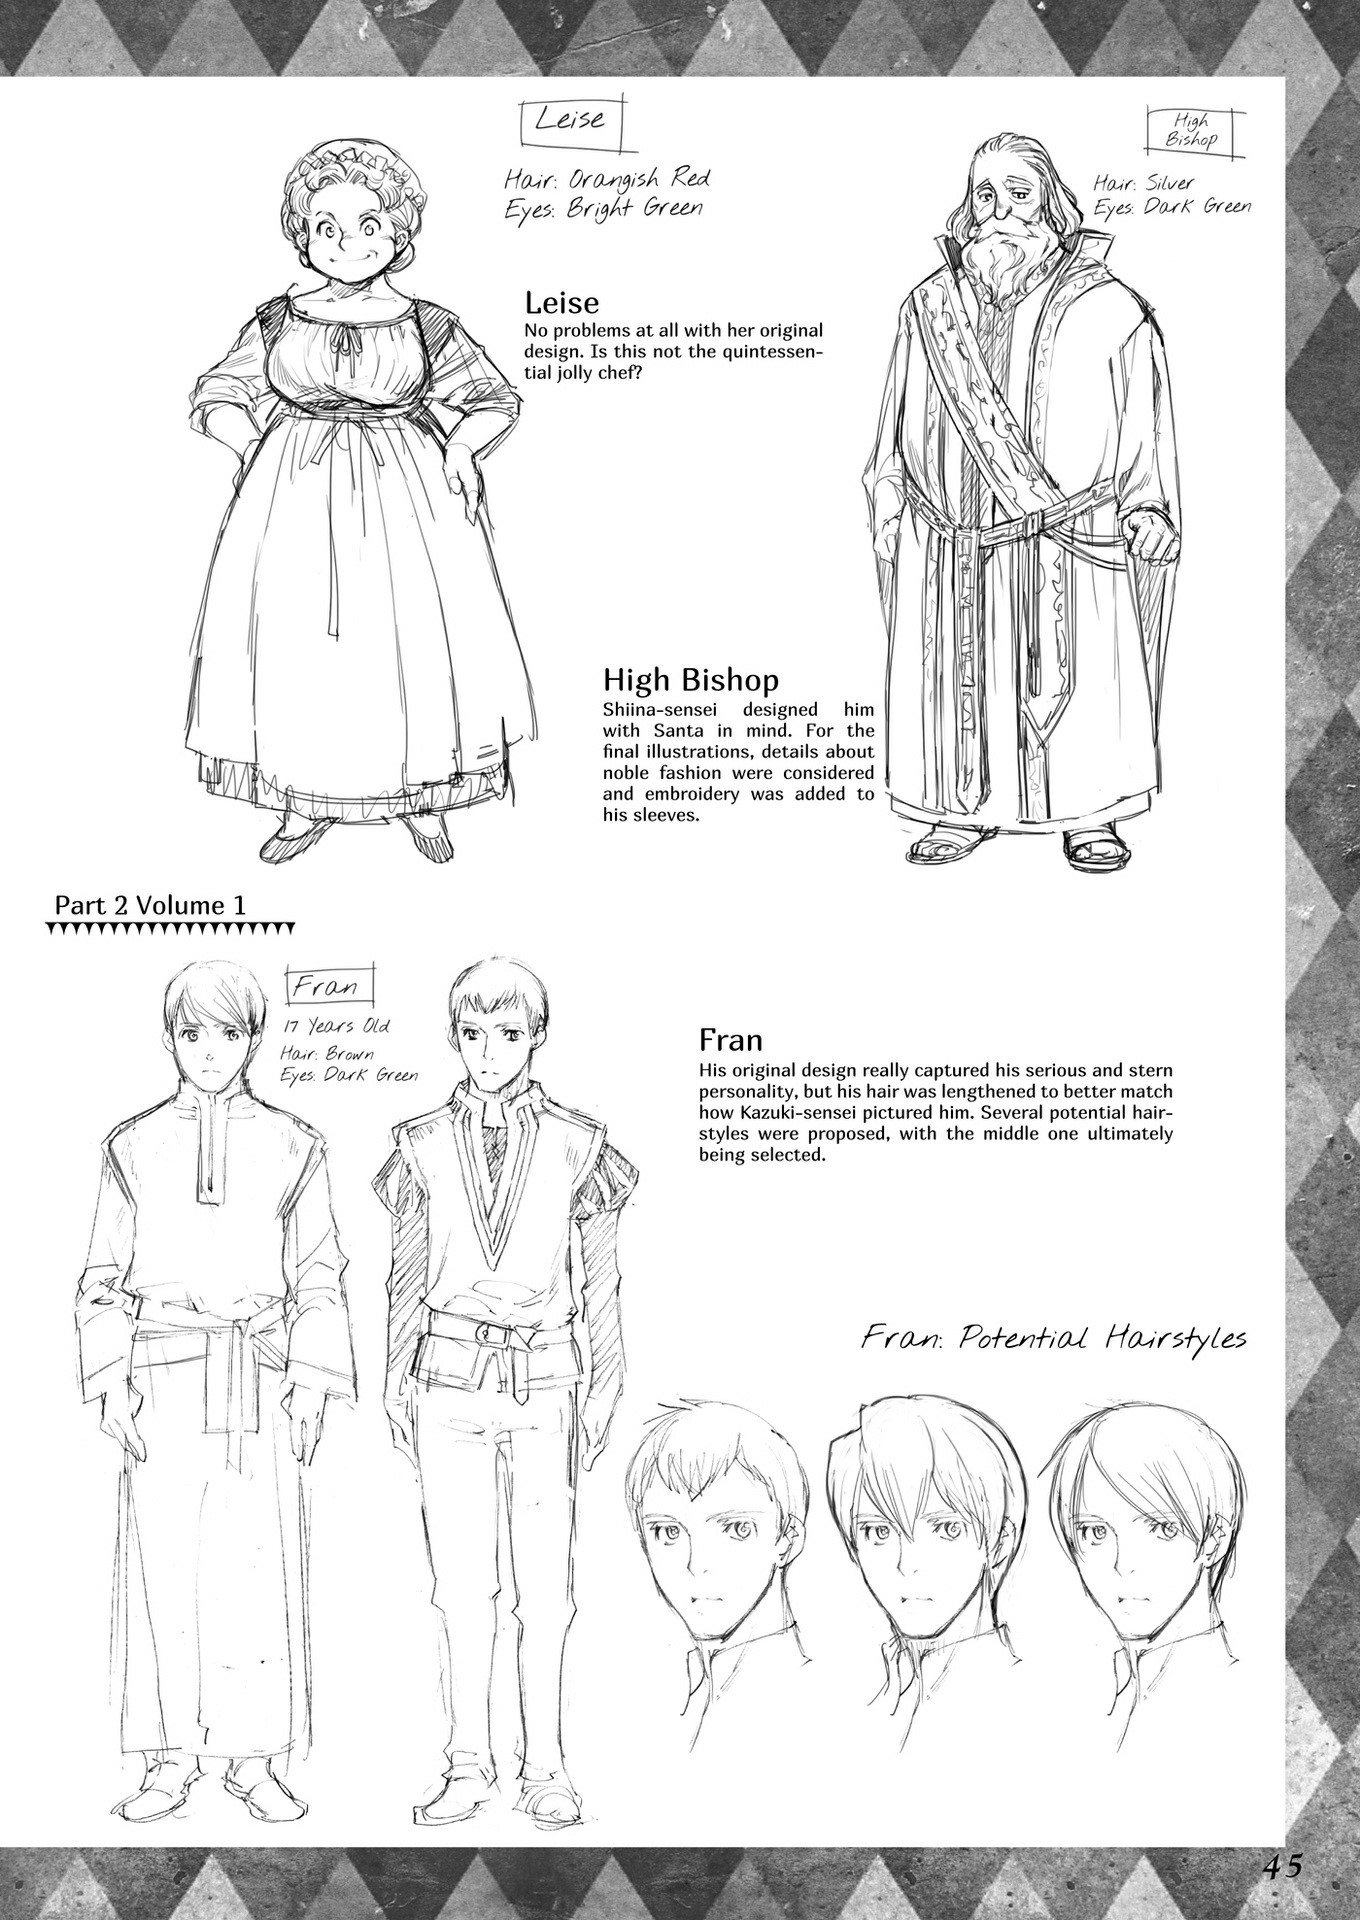 Leise
Hair: Orangish Red
Eyes: Bright Green
Leise
No problems at all with her original
design. Is this not the quintessen-
tial jolly chef?
High
Bishop
Hair: Silver
Eyes: Dark Green
High Bishop
Shiina-sensei designed him
with Santa in mind. For the
final illustrations, details about
noble fashion were considered
and embroidery was added to
his sleeves.
Part 2 Volume 1
Fran
17 Years Old
Hair: Brown
Eyes: Dark Green
Fran
His original design really captured his serious and stern
personality, but his hair was lengthened to better match
how Kazuki-sensei pictured him. Several potential hair-
styles were proposed, with the middle one ultimately
being selected.
Fran: Potential Hairstyles
45